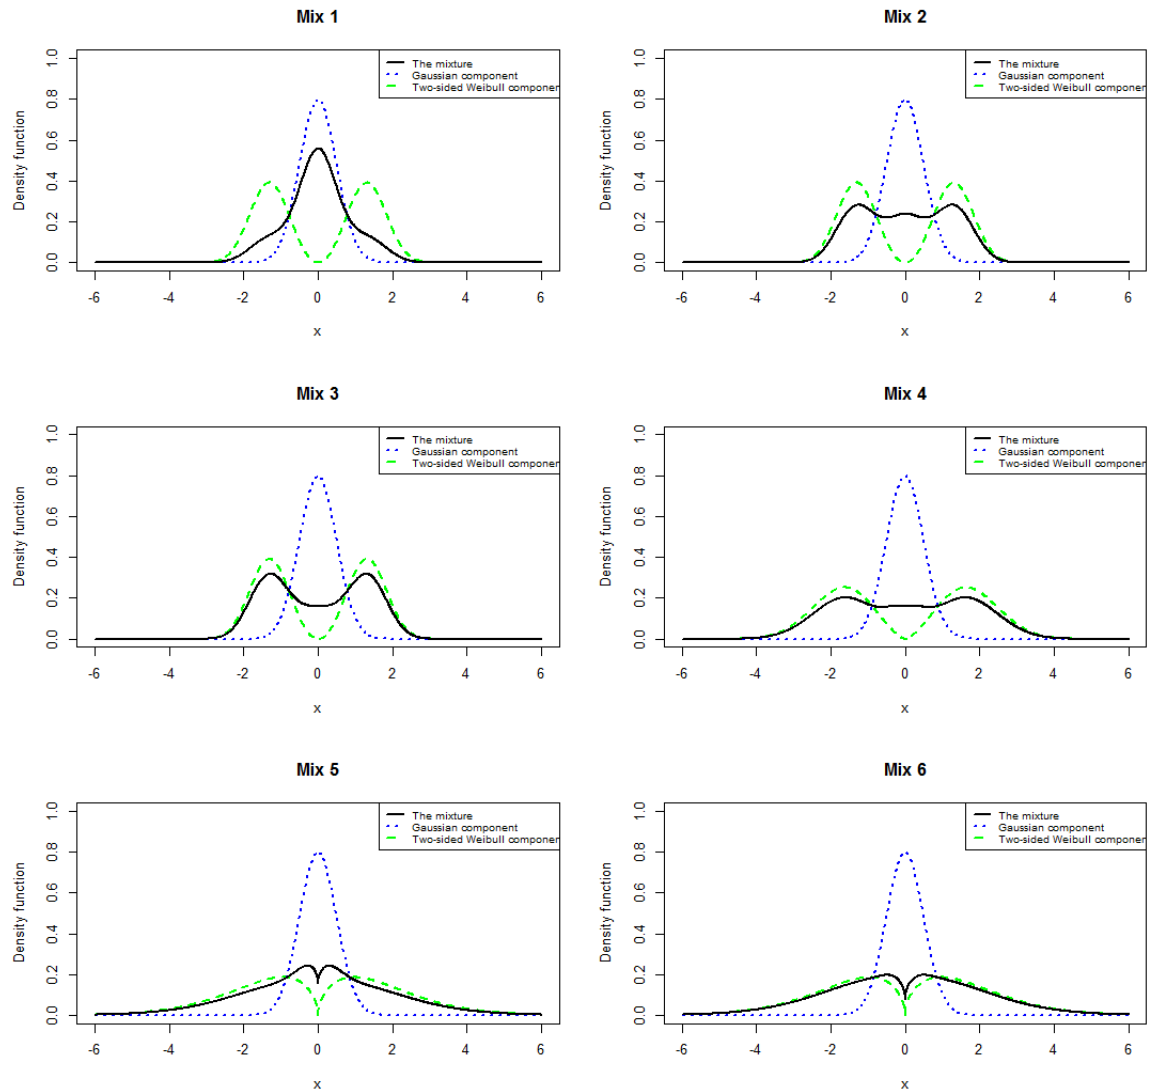 Mix 1
Density function
0.0 0.2 0.4 0.6 0.8 1.0
The mixture
Gaussian component
Two-sided Weibull componen
-6 -4 -2 0 2 4 6
x
Mix 2
Density function
0.0 0.2 0.4 0.6 0.8 1.0
The mixture
Gaussian component
Two-sided Weibull componen
-6 -4 -2 0 2 4 6
x
Mix 3
Density function
0.0 0.2 0.4 0.6 0.8 1.0
The mixture
Gaussian component
Two-sided Weibull componen
-6 -4 -2 0 2 4 6
x
Mix 4
Density function
0.0 0.2 0.4 0.6 0.8 1.0
The mixture
Gaussian component
Two-sided Weibull componen
-6 -4 -2 0 2 4 6
x
Mix 5
Density function
0.0 0.2 0.4 0.6 0.8 1.0
The mixture
Gaussian component
Two-sided Weibull componen
-6 -4 -2 0 2 4 6
x
Mix 6
Density function
0.0 0.2 0.4 0.6 0.8 1.0
The mixture
Gaussian component
Two-sided Weibull componen
-6 -4 -2 0 2 4 6
x